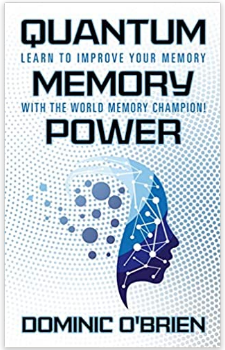 QUANTUM
LEARN TO IMPROVE YOUR MEMORY
MEMORY
WITH THE WORLD MEMORY CHAMPION!
POWER
DOMINIC O'BRIEN